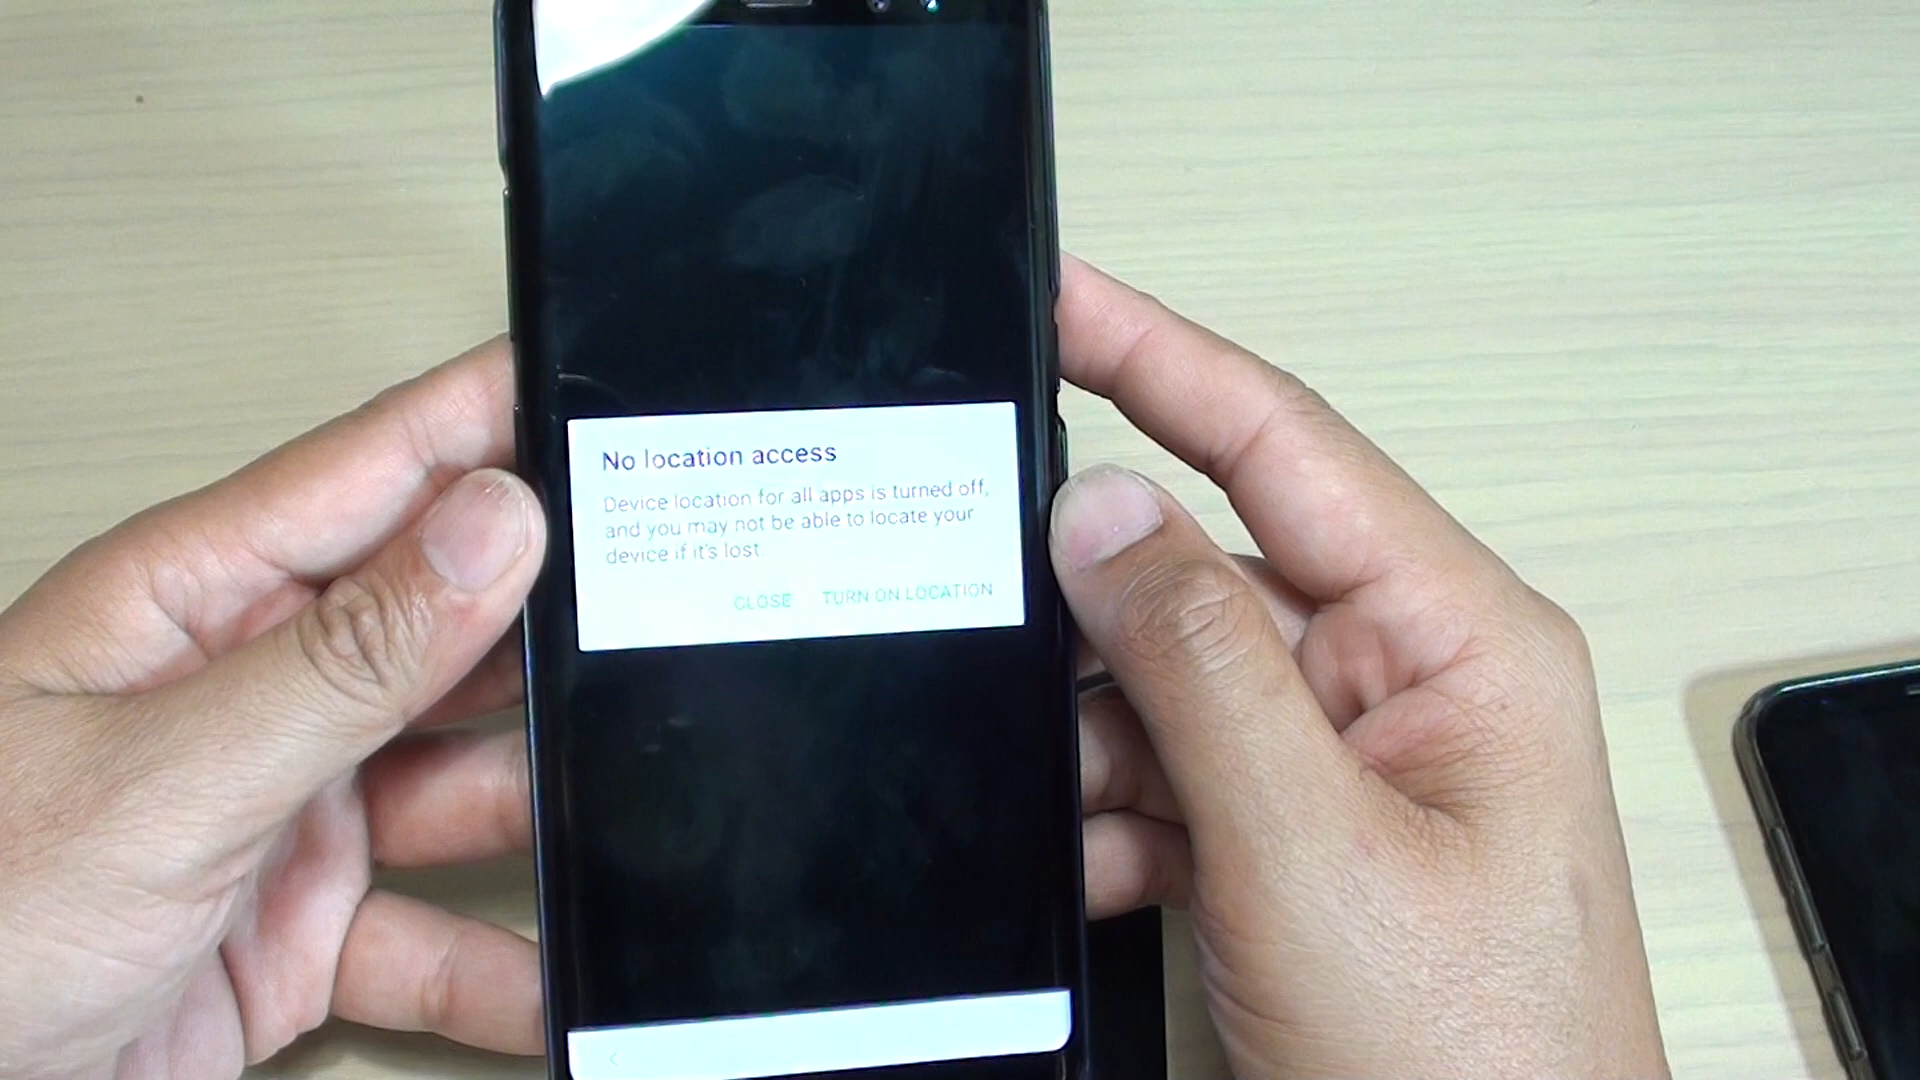 No location access
Device location for all apps is turned off,
and you may not be able to locate your
device if it's lost.
CLOSE TURN ON LOCATION